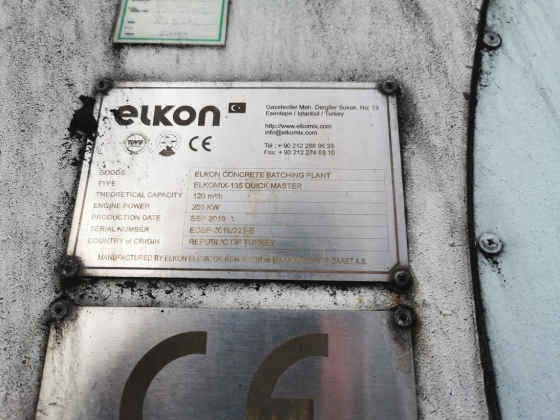 elkon
Gazeteciler Mah. Dergiler Sokak. No: 13
Esentepe / Istanbul / Turkey
http://www.elkomix.com
info@elkomix.com
Tel : + 90 212 288 96 33
Fax: + 90 212 274 63 10
CE
GOODS ELKON CONCRETE BATCHING PLANT
TYPE ELKOMIX-135 QUICK MASTER
THEORETICAL CAPACITY 120 m³/h
ENGINE POWER 200 KW
PRODUCTION DATE SEP 2019
SERIAL NUMBER
COUNTRY of ORIGIN REPUBLIC OF TURKEY
MANUFACTURED BY ELKON ELEVATOR KON
CE